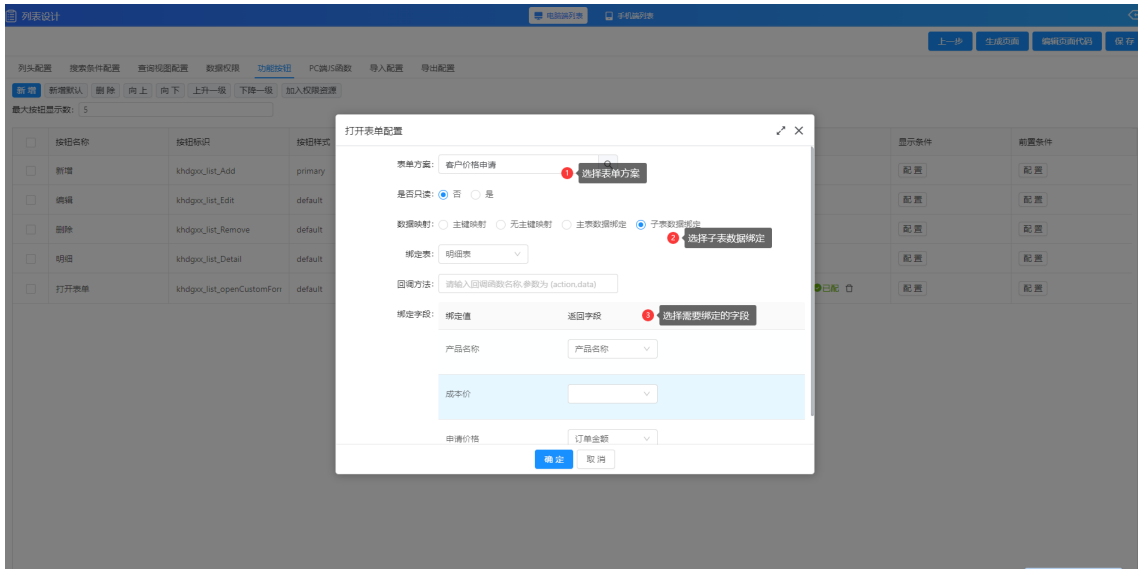 列表设计 电脑端列表 手机端列表
上一步 生成页面 编辑页面代码 保存
列头配置 搜索条件配置 查询视图配置 数据权限 功能按钮 PC端JS函数 导入配置 导出配置
新增 新增默认 删除 向上 向下 上升一级 下降一级 加入权限资源
最大按钮显示数: 5
按钮名称 按钮标识 按钮样式 显示条件 前置条件
新增 khdgxx_list_Add primary 配置 配置
编辑 khdgxx_list_Edit default 配置 配置
删除 khdgxx_list_Remove default 配置 配置
明细 khdgxx_list_Detail default 配置 配置
打开表单 khdgxx_list_openCustomFori default 已配 配置 配置
打开表单配置
表单方案: 客户价格申请
1 选择表单方案
是否只读: 否 是
数据映射: 主键映射 无主键映射 主表数据绑定 子表数据绑定
2 选择子表数据绑定
绑定表: 明细表
回调方法: 请输入回调函数名称,参数为 (action,data)
绑定字段: 绑定值 返回字段
3 选择需要绑定的字段
产品名称 产品名称
成本价
申请价格 订单金额
确定 取消